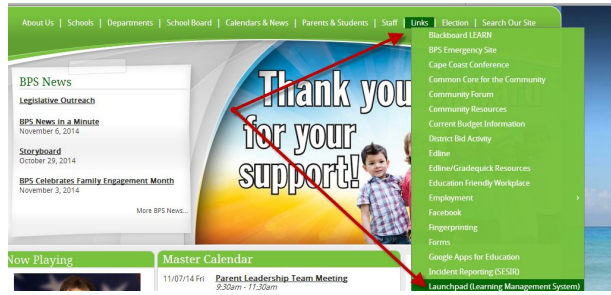 About Us | Schools | Departments | School Board | Calendars & News | Parents & Students | Staff | Links | Election | Search Our Site
Blackboard LEARN
BPS Emergency Site
Cape Coast Conference
Common Core for the Community
Community Forum
Community Resources
Current Budget Information
District Bid Activity
Edline
Edline/Gradequick Resources
Education Friendly Workplace
Employment ›
Facebook
Fingerprinting
Forms
Google Apps for Education
Incident Reporting (SESIR)
Launchpad (Learning Management System)
BPS News
Legislative Outreach
BPS News in a Minute
November 6, 2014
Storyboard
October 29, 2014
BPS Celebrates Family Engagement Month
November 3, 2014
More BPS News...
Thank you
for your
support!
Now Playing
Master Calendar
11/07/14 Fri Parent Leadership Team Meeting
9:30am - 11:30am